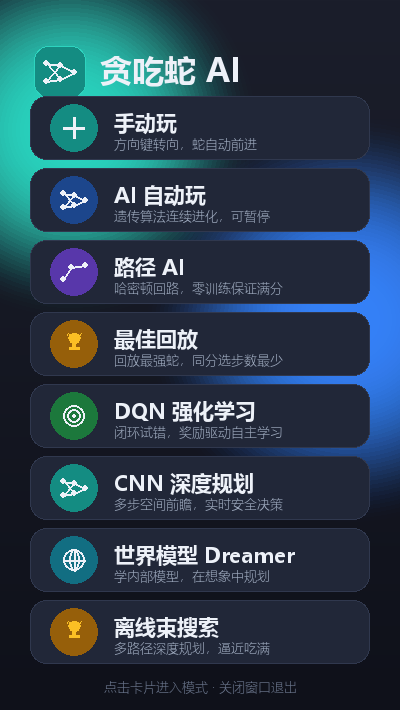 贪吃蛇 AI
手动玩
方向键转向，蛇自动前进
AI 自动玩
遗传算法连续进化，可暂停
路径 AI
哈密顿回路，零训练保证满分
最佳回放
回放最强蛇，同分选步数最少
DQN 强化学习
闭环试错，奖励驱动自主学习
CNN 深度规划
多步空间前瞻，实时安全决策
世界模型 Dreamer
学内部模型，在想象中规划
离线束搜索
多路径深度规划，逼近吃满
点击卡片进入模式 · 关闭窗口退出